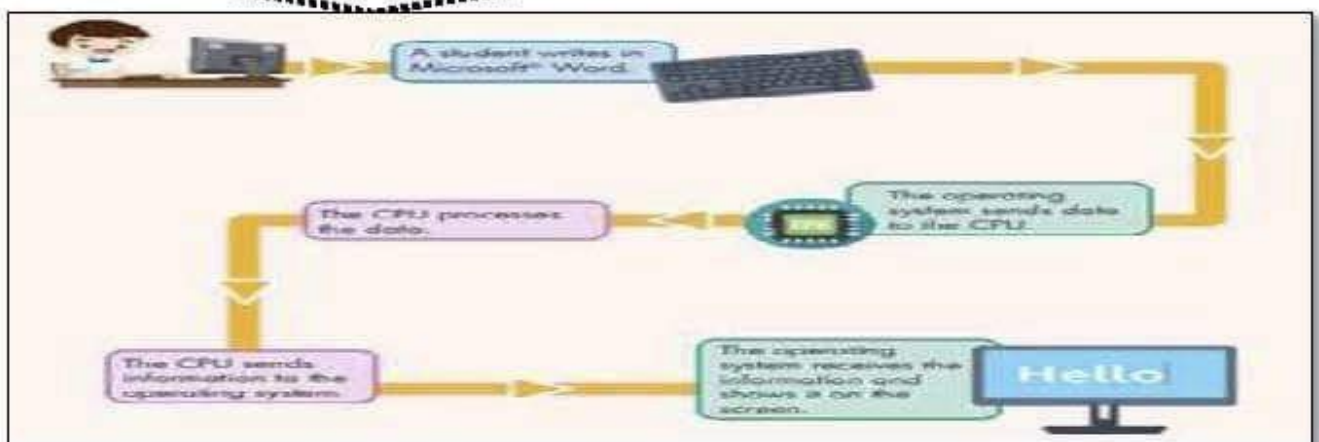 A student writes in
Microsoft® Word.
The operating
system sends data
to the CPU.
The CPU processes
the data.
The CPU sends
information to the
operating system.
The operating
system receives the
information and
shows it on the
screen.
Hello